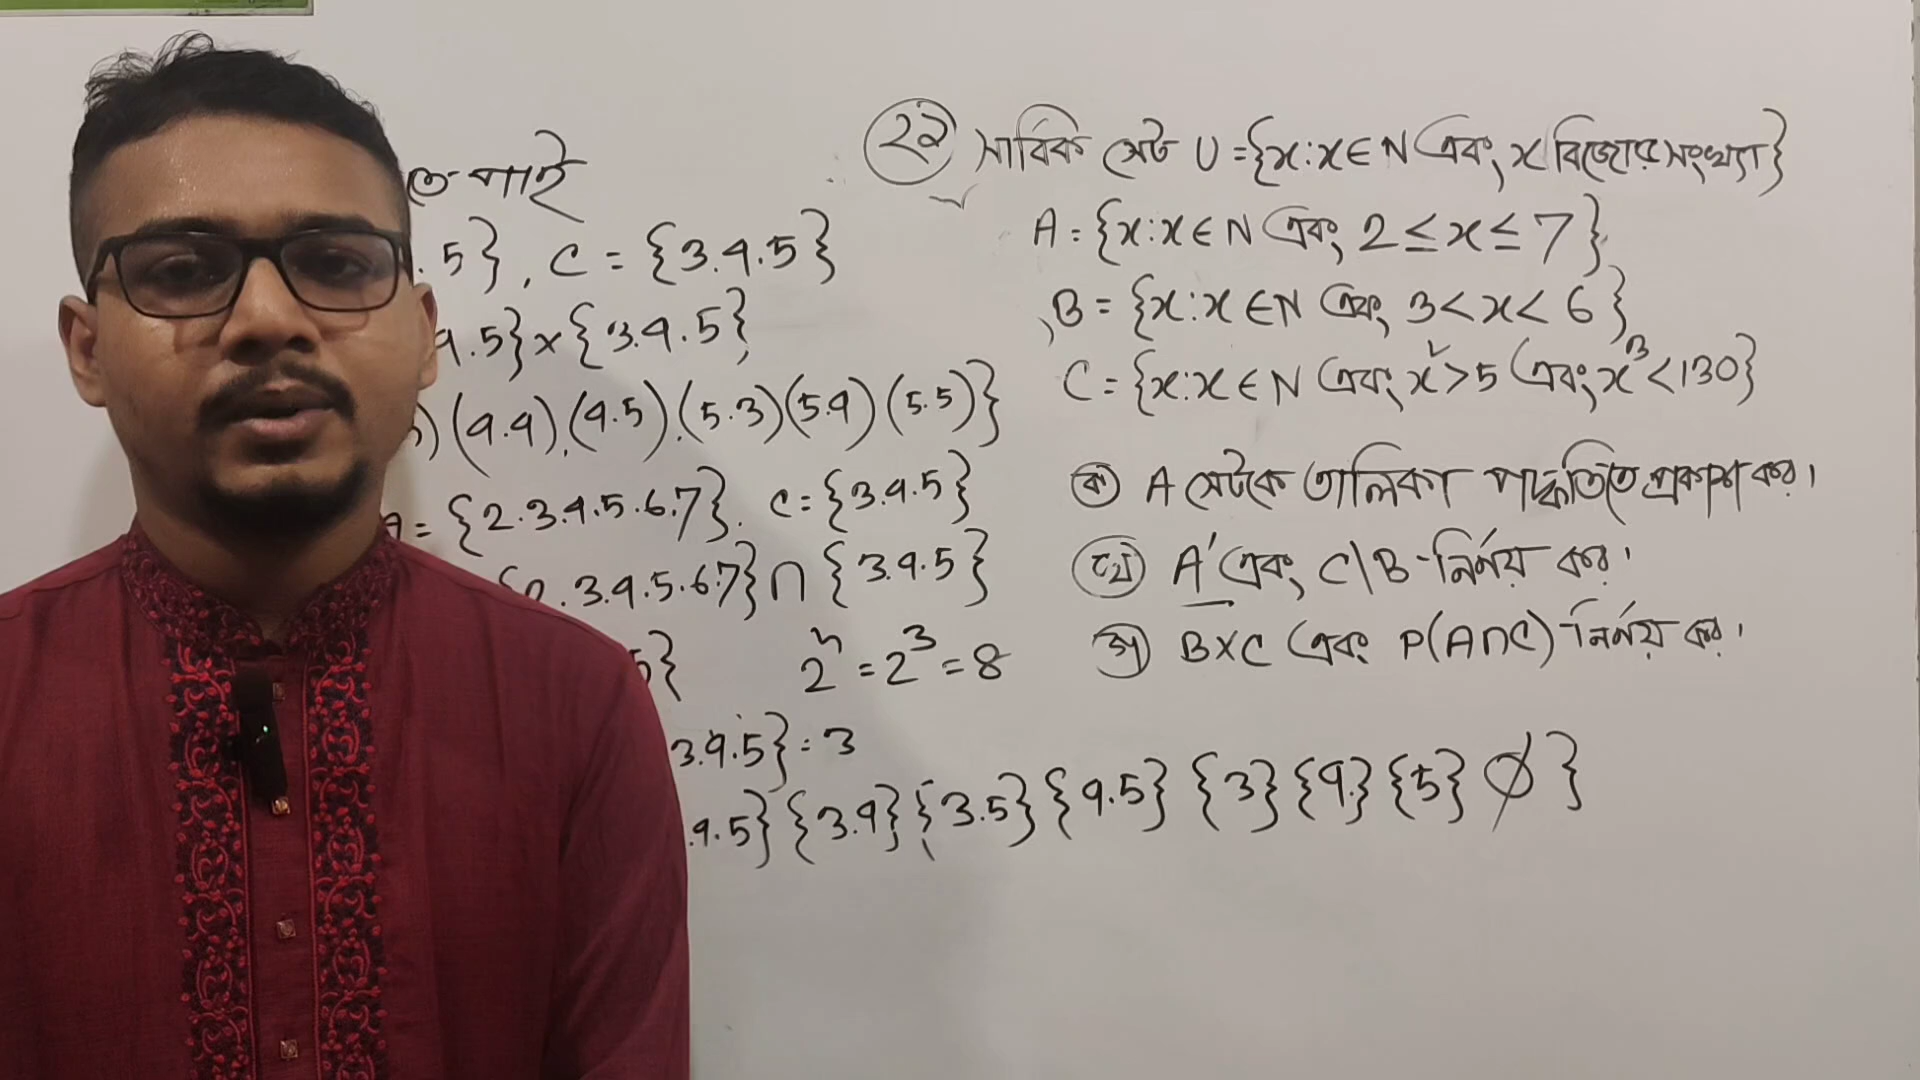 তে পাই
. 5}, C = {3.4.5}
4.5}×{3.4.5}
) (4.4).(4.5).(5.3)(5.4)(5.5)}
A = {2.3.4.5.6.7}. C = {3.4.5}
.3.4.5.6.7}∩{3.4.5}
5} 2ⁿ = 2³ = 8
3.4.5} = 3
.4.5}{3.4}{3.5}{4.5}{3}{4}{5}∅}
২২ সার্বিক সেট U = {x:x∈N এবং x বিজোড় সংখ্যা}
A = {x:x∈N এবং 2≤x≤7}
B = {x:x∈N এবং 3<x<6}
C = {x:x∈N এবং x²>5 এবং x³<130}
ক A সেটকে তালিকা পদ্ধতিতে প্রকাশ কর।
খ A' এবং C\B নির্ণয় কর।
গ B×C এবং P(A∩C) নির্ণয় কর।